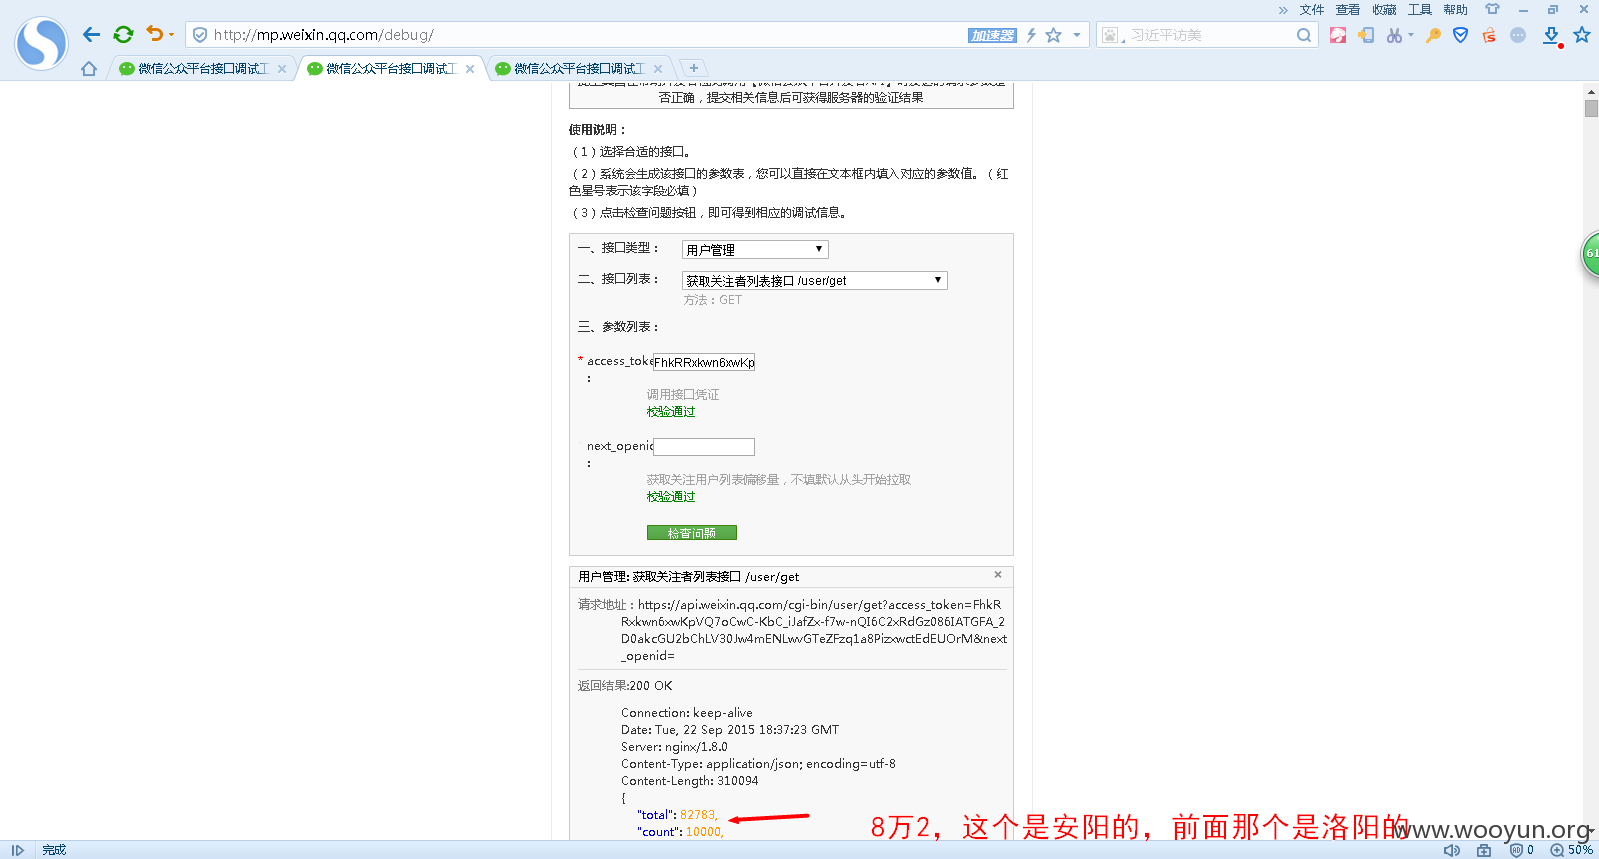 » 文件 查看 收藏 工具 帮助
http://mp.weixin.qq.com/debug/ 加速器 习近平访美
微信公众平台接口调试工 微信公众平台接口调试工 微信公众平台接口调试工
否正确，提交相关信息后可获得服务器的验证结果
使用说明：
（1）选择合适的接口。
（2）系统会生成该接口的参数表，您可以直接在文本框内填入对应的参数值。（红
色星号表示该字段必填）
（3）点击检查问题按钮，即可得到相应的调试信息。
一、接口类型： 用户管理
二、接口列表： 获取关注者列表接口 /user/get
方法：GET
三、参数列表：
* access_toke FhkRRxkwn6xwKp
：
调用接口凭证
校验通过
next_openid
：
获取关注用户列表偏移量，不填默认从头开始拉取
校验通过
检查问题
用户管理: 获取关注者列表接口 /user/get ×
请求地址：https://api.weixin.qq.com/cgi-bin/user/get?access_token=FhkR
Rxkwn6xwKpVQ7oCwC-KbC_iJafZx-f7w-nQI6C2xRdGz086IATGFA_2
D0akcGU2bChLV30Jw4mENLwvGTeZFzq1a8PizxwctEdEUOrM&next
_openid=
返回结果:200 OK
Connection: keep-alive
Date: Tue, 22 Sep 2015 18:37:23 GMT
Server: nginx/1.8.0
Content-Type: application/json; encoding=utf-8
Content-Length: 310094
{
"total": 82783,
"count": 10000,
8万2，这个是安阳的，前面那个是洛阳的
www.wooyun.org
61
完成 0 50%